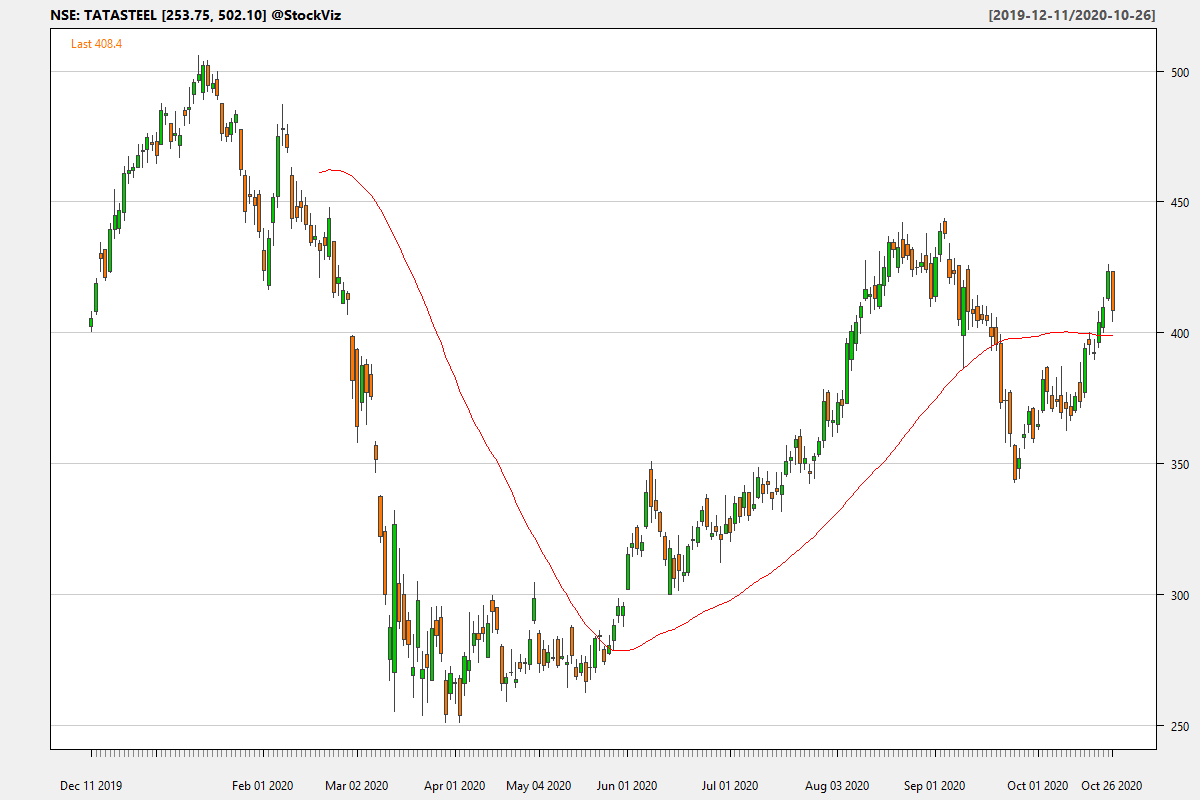 NSE: TATASTEEL [253.75, 502.10] @StockViz [2019-12-11/2020-10-26]
Last 408.4
500
450
400
350
300
250
Dec 11 2019 Feb 01 2020 Mar 02 2020 Apr 01 2020 May 04 2020 Jun 01 2020 Jul 01 2020 Aug 03 2020 Sep 01 2020 Oct 01 2020 Oct 26 2020